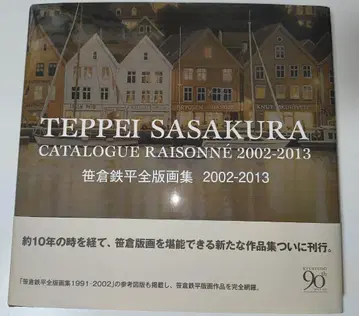 TEPPEI SASAKURA
CATALOGUE RAISONNÉ 2002-2013
笹倉鉄平全版画集 2002-2013
約10年の時を経て、笹倉版画を堪能できる新たな作品集ついに刊行。
「笹倉鉄平全版画集1991-2002」の参考図版も掲載し、笹倉鉄平版画作品を完全網羅。
90th